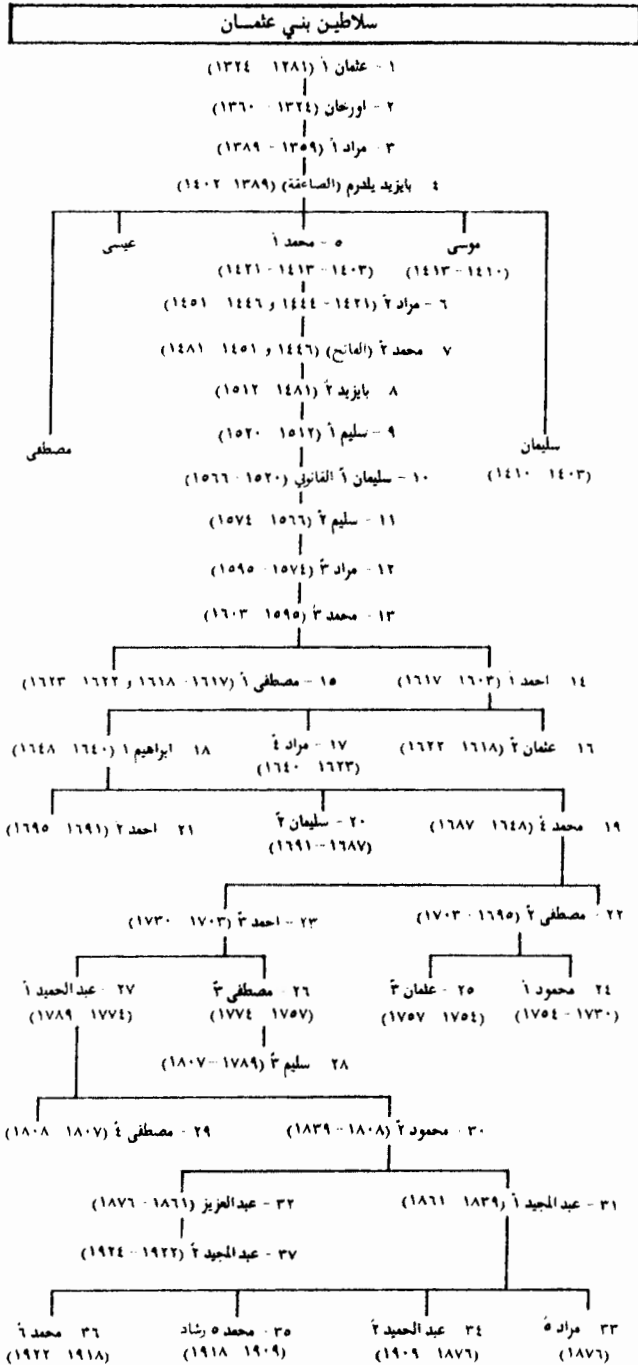 سلاطين بني عثمان
١ - عثمان ١ً (١٢٨١ ١٣٢٤)
٢ - اورخان (١٣٢٤ - ١٣٦٠)
٣ - مراد ١ً (١٣٥٩ - ١٣٨٩)
٤ بايزيد يلدرم (الصاعقة) (١٣٨٩ ١٤٠٢)
موسى
٥ - محمد ١ً
عيسى
(١٤١٠ - ١٤١٣)
(١٤٠٣ - ١٤١٣ - ١٤٢١)
٦ - مراد ٢ً (١٤٢١ - ١٤٤٤ و ١٤٤٦ ١٤٥١)
٧ محمد ٢ً (الفاتح) (١٤٤٦ و ١٤٥١ ١٤٨١)
٨ بايزيد ٢ً (١٤٨١ ١٥١٢)
٩ - سليم ١ً (١٥١٢ ١٥٢٠)
سليمان
مصطفى
(١٤٠٣ ١٤١٠)
١٠ - سليمان ١ً القانوني (١٥٢٠ - ١٥٦٦)
١١ - سليم ٢ً (١٥٦٦ ١٥٧٤)
١٢ - مراد ٣ً (١٥٧٤ - ١٥٩٥)
١٣ - محمد ٣ً (١٥٩٥ ١٦٠٣)
١٤ احمد ١ً (١٦٠٣ ١٦١٧)
١٥ - مصطفى ١ً (١٦١٧ - ١٦١٨ و ١٦٢٢ ١٦٢٣)
١٦ عثمان ٢ً (١٦١٨ ١٦٢٢)
١٧ - مراد ٤ً
١٨ ابراهيم ١ (١٦٤٠ ١٦٤٨)
(١٦٢٣ ١٦٤٠)
١٩ محمد ٤ً (١٦٤٨ ١٦٨٧)
٢٠ - سليمان ٢ً
٢١ احمد ٢ً (١٦٩١ ١٦٩٥)
(١٦٨٧ - ١٦٩١)
٢٢ - مصطفى ٢ً (١٦٩٥ - ١٧٠٣)
٢٣ - احمد ٣ً (١٧٠٣ ١٧٣٠)
٢٤ محمود ١ً
٢٥ - عثمان ٣ً
٢٦ - مصطفى ٣ً
٢٧ - عبد الحميد ١ً
(١٧٣٠ - ١٧٥٤)
(١٧٥٤ ١٧٥٧)
(١٧٥٧ ١٧٧٤)
(١٧٧٤ ١٧٨٩)
٢٨ سليم ٣ً (١٧٨٩ - ١٨٠٧)
٣٠ - محمود ٢ً (١٨٠٨ - ١٨٣٩)
٢٩ - مصطفى ٤ً (١٨٠٧ ١٨٠٨)
٣١ - عبد المجيد ١ً (١٨٣٩ ١٨٦١)
٣٢ - عبد العزيز (١٨٦١ - ١٨٧٦)
٣٧ - عبد المجيد ٢ً (١٩٢٢ - ١٩٢٤)
٣٣ مراد ٥ً
٣٤ عبد الحميد ٢ً
٣٥ - محمد ٥ رشاد
٣٦ محمد ٦ً
(١٨٧٦)
(١٨٧٦ ١٩٠٩)
(١٩٠٩ ١٩١٨)
(١٩١٨ ١٩٢٢)